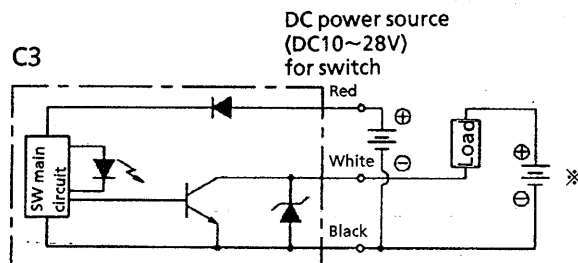 DC power source
(DC10~28V)
for switch
C3
Red
⊕
White
⊖
Load
⊕
⊖
※
SW main
circuit
Black